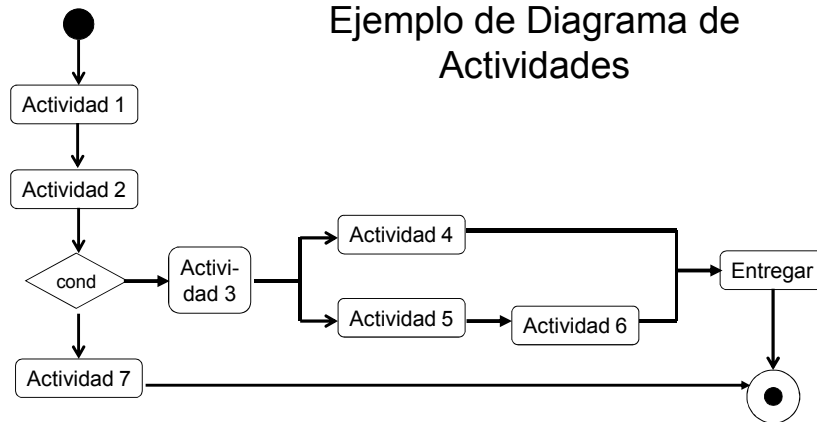 Ejemplo de Diagrama de
Actividades
Actividad 1
Actividad 2
cond
Activi-
dad 3
Actividad 4
Actividad 5
Actividad 6
Entregar
Actividad 7